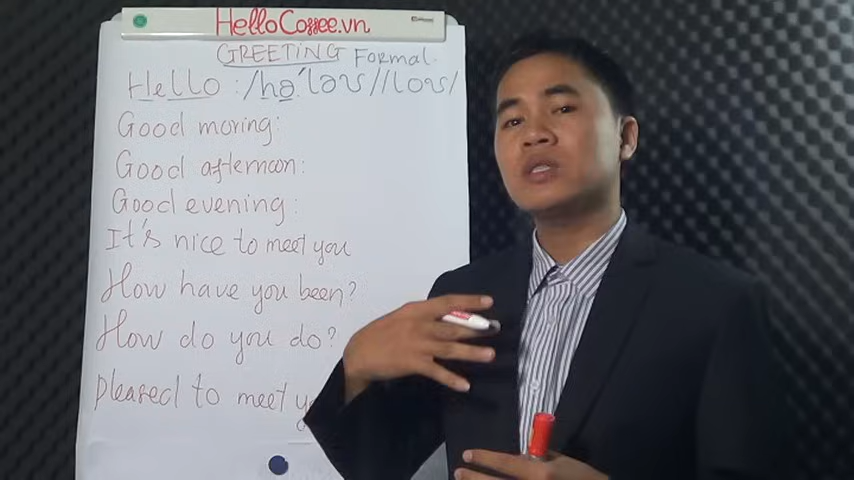 HelloCoffee.vn
GREETING Formal.
Hello : /hə'ləʊ//loʊ/
Good moring:
Good afternoon:
Good evening:
It's nice to meet you
How have you been?
How do you do?
pleased to meet